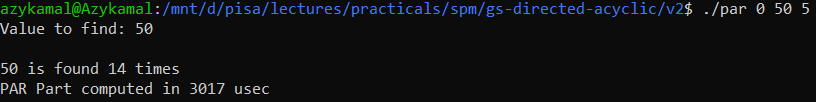 azykamal@Azykamal:/mnt/d/pisa/lectures/practicals/spm/gs-directed-acyclic/v2$ ./par 0 50 5
Value to find: 50
50 is found 14 times
PAR Part computed in 3017 usec